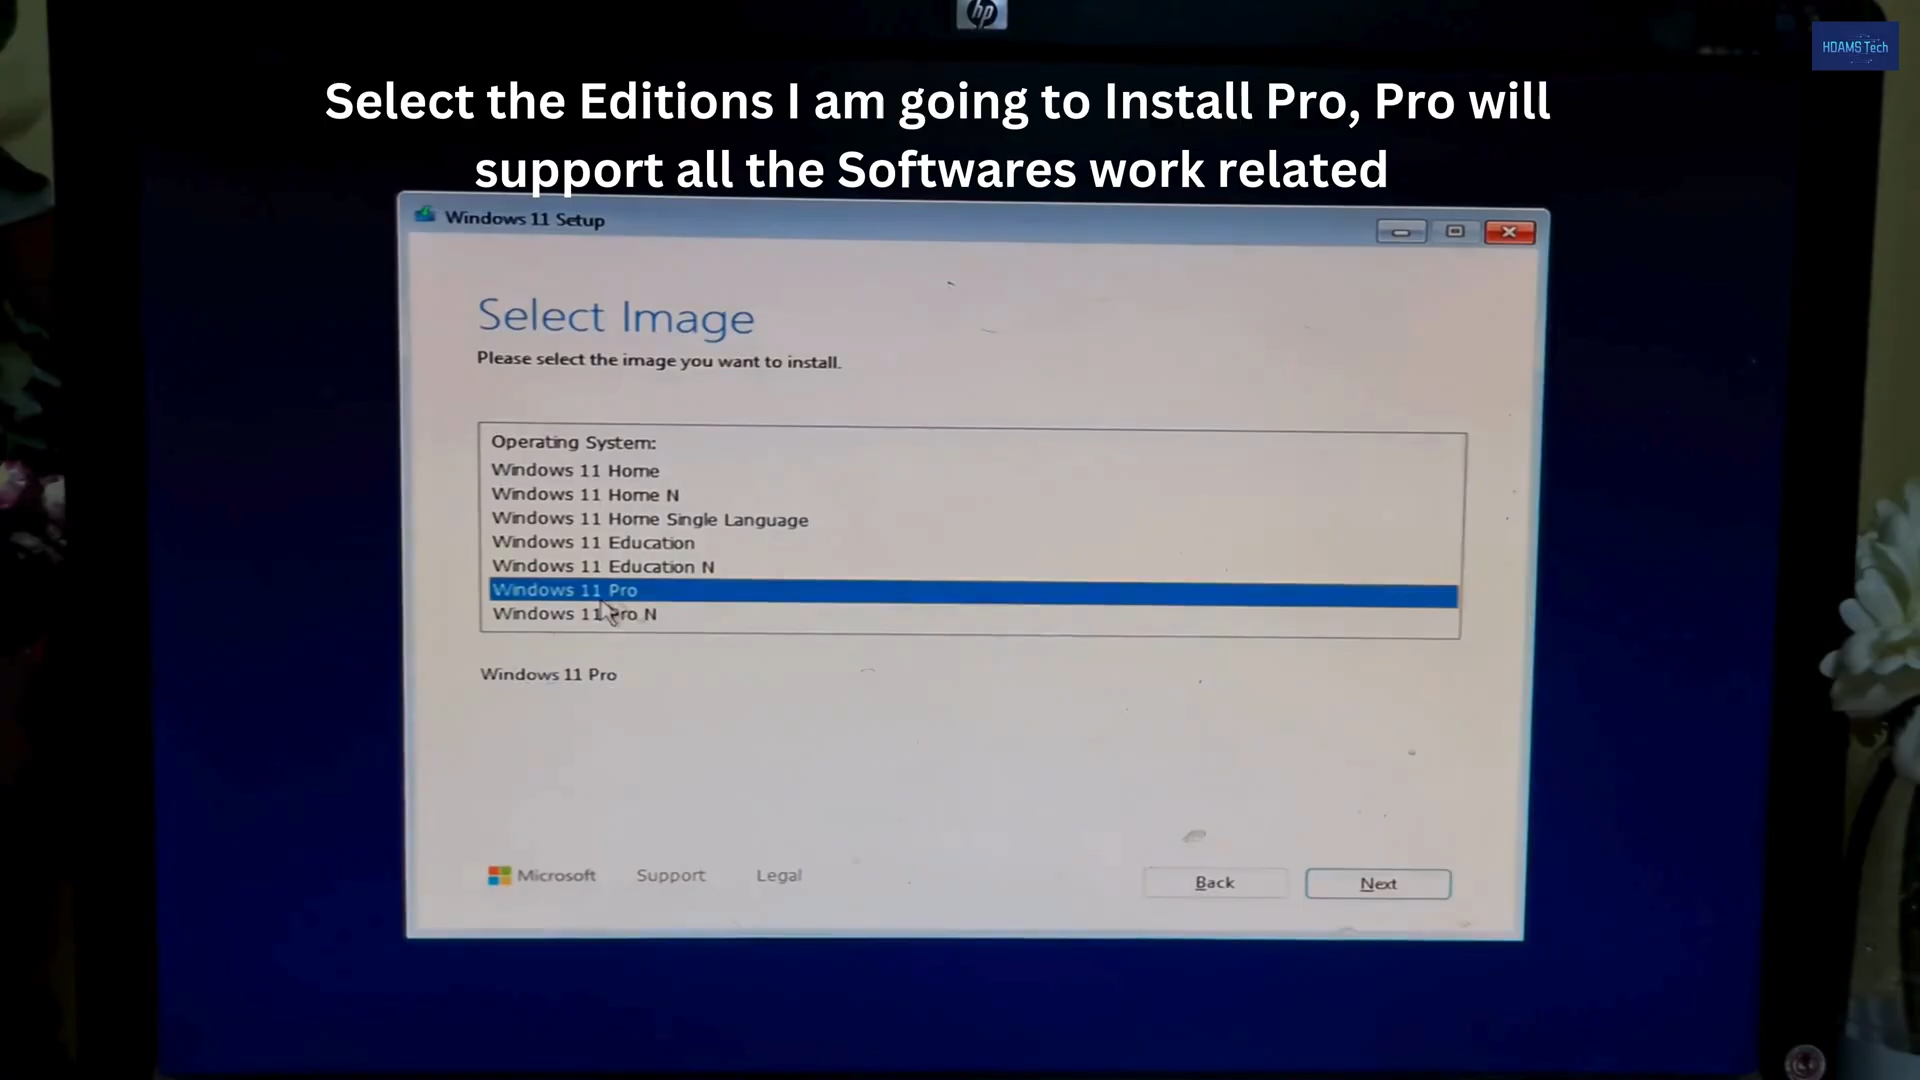 hp
HDAMS Tech
Select the Editions I am going to Install Pro, Pro will
support all the Softwares work related
Windows 11 Setup
Select Image
Please select the image you want to install.
Operating System:
Windows 11 Home
Windows 11 Home N
Windows 11 Home Single Language
Windows 11 Education
Windows 11 Education N
Windows 11 Pro
Windows 11 Pro N
Windows 11 Pro
Microsoft Support Legal
Back Next